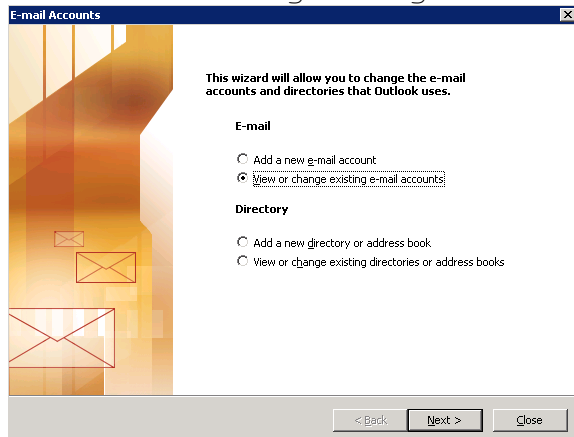 E-mail Accounts
This wizard will allow you to change the e-mail
accounts and directories that Outlook uses.
E-mail
Add a new e-mail account
View or change existing e-mail accounts
Directory
Add a new directory or address book
View or change existing directories or address books
< Back
Next >
Close